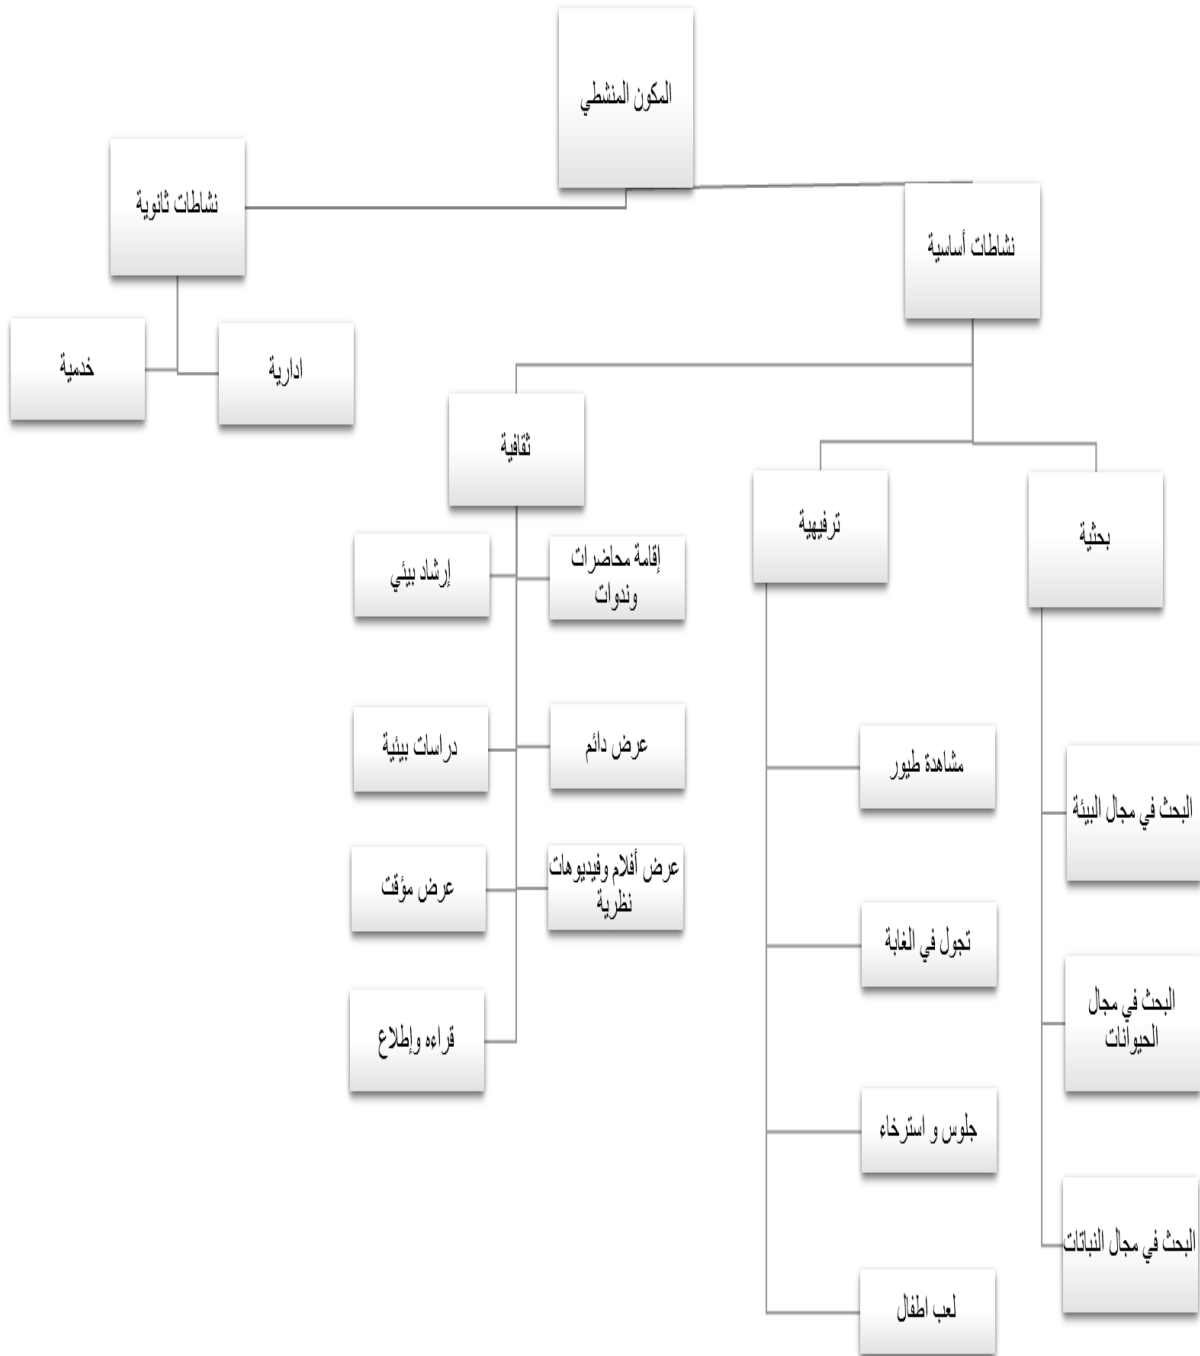 المكون المنشطي
نشاطات ثانوية
نشاطات أساسية
ادارية
خدمية
ثقافية
ترفيهية
بحثية
إقامة محاضرات
وندوات
إرشاد بيئي
عرض دائم
دراسات بيئية
عرض أفلام وفيديوهات
نظرية
عرض مؤقت
قراءه وإطلاع
مشاهدة طيور
تجول في الغابة
جلوس و استرخاء
لعب اطفال
البحث في مجال البيئة
البحث في مجال
الحيوانات
البحث في مجال النباتات